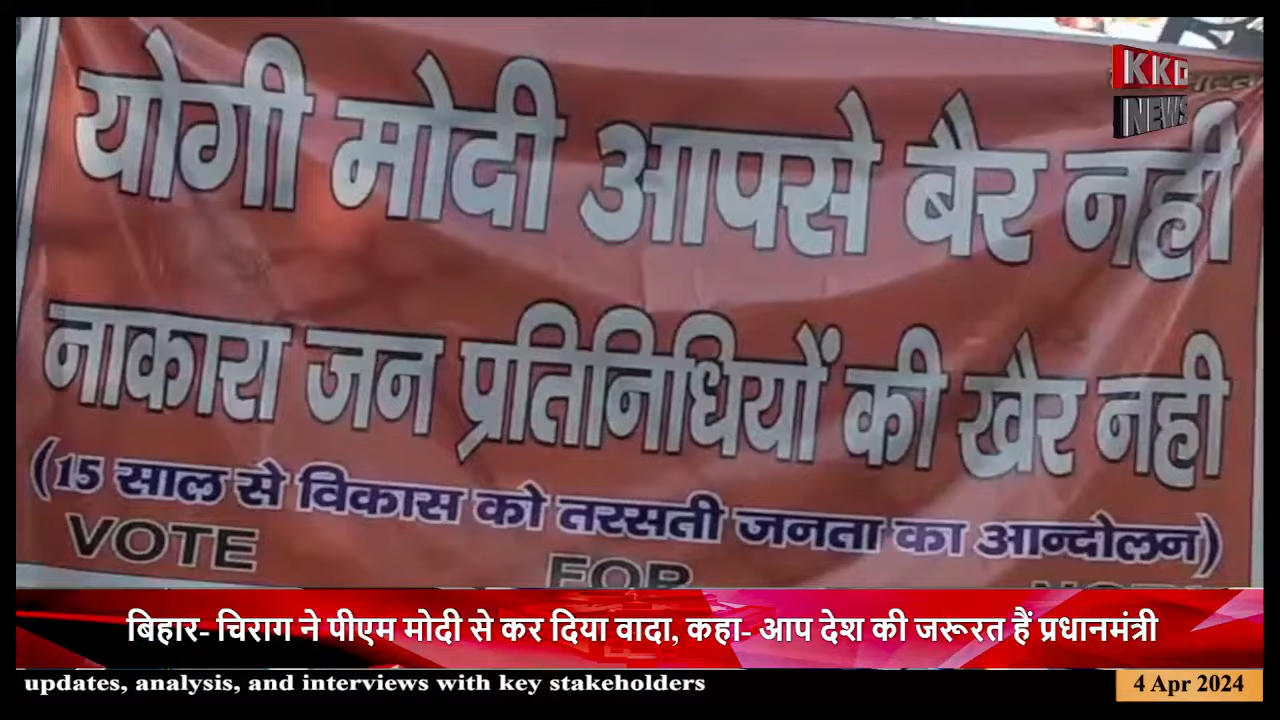 KKD
NEWS
योगी मोदी आपसे बैर नही
नाकारा जन प्रतिनिधियों की खैर नही
(15 साल से विकास को तरसती जनता का आन्दोलन)
VOTE FOR
बिहार- चिराग ने पीएम मोदी से कर दिया वादा, कहा- आप देश की जरूरत हैं प्रधानमंत्री
updates, analysis, and interviews with key stakeholders
4 Apr 2024